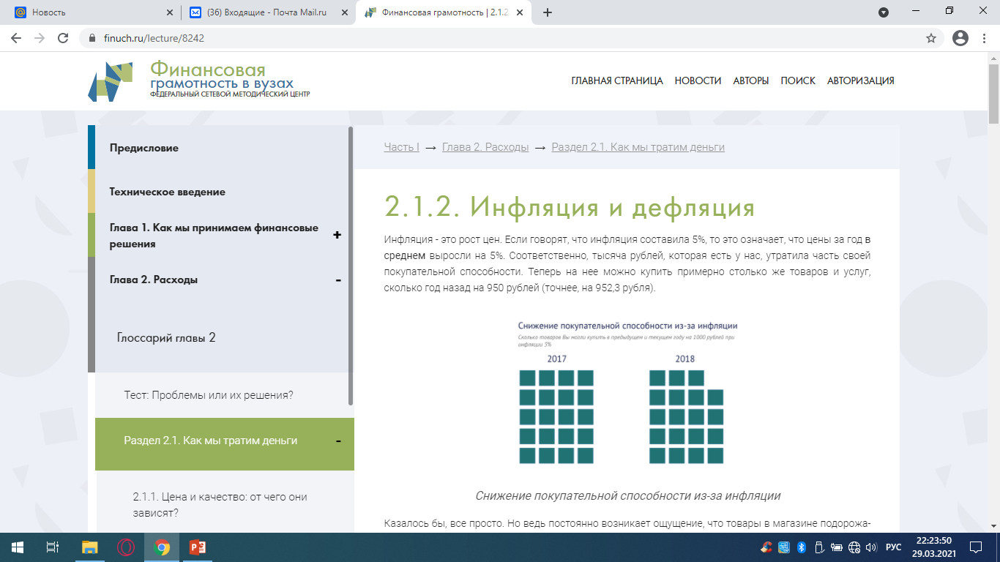 Новость
(36) Входящие - Почта Mail.ru
Финансовая грамотность | 2.1.2
finuch.ru/lecture/8242
Финансовая
грамотность в вузах
ФЕДЕРАЛЬНЫЙ СЕТЕВОЙ МЕТОДИЧЕСКИЙ ЦЕНТР
ГЛАВНАЯ СТРАНИЦА НОВОСТИ АВТОРЫ ПОИСК АВТОРИЗАЦИЯ
Предисловие
Техническое введение
Глава 1. Как мы принимаем финансовые +
решения
Глава 2. Расходы -
Глоссарий главы 2
Тест: Проблемы или их решения?
Раздел 2.1. Как мы тратим деньги -
2.1.1. Цена и качество: от чего они
зависят?
Часть I → Глава 2. Расходы → Раздел 2.1. Как мы тратим деньги
2.1.2. Инфляция и дефляция
Инфляция - это рост цен. Если говорят, что инфляция составила 5%, то это означает, что цены за год в
среднем выросли на 5%. Соответственно, тысяча рублей, которая есть у нас, утратила часть своей
покупательной способности. Теперь на нее можно купить примерно столько же товаров и услуг,
сколько год назад на 950 рублей (точнее, на 952,3 рубля).
Снижение покупательной способности из-за инфляции
Сколько товаров Вы могли купить в предыдущем и текущем году на 1000 рублей при
инфляции 5%
2017 2018
Снижение покупательной способности из-за инфляции
Казалось бы, все просто. Но ведь постоянно возникает ощущение, что товары в магазине подорожа-
РУС
22:23:50
29.03.2021